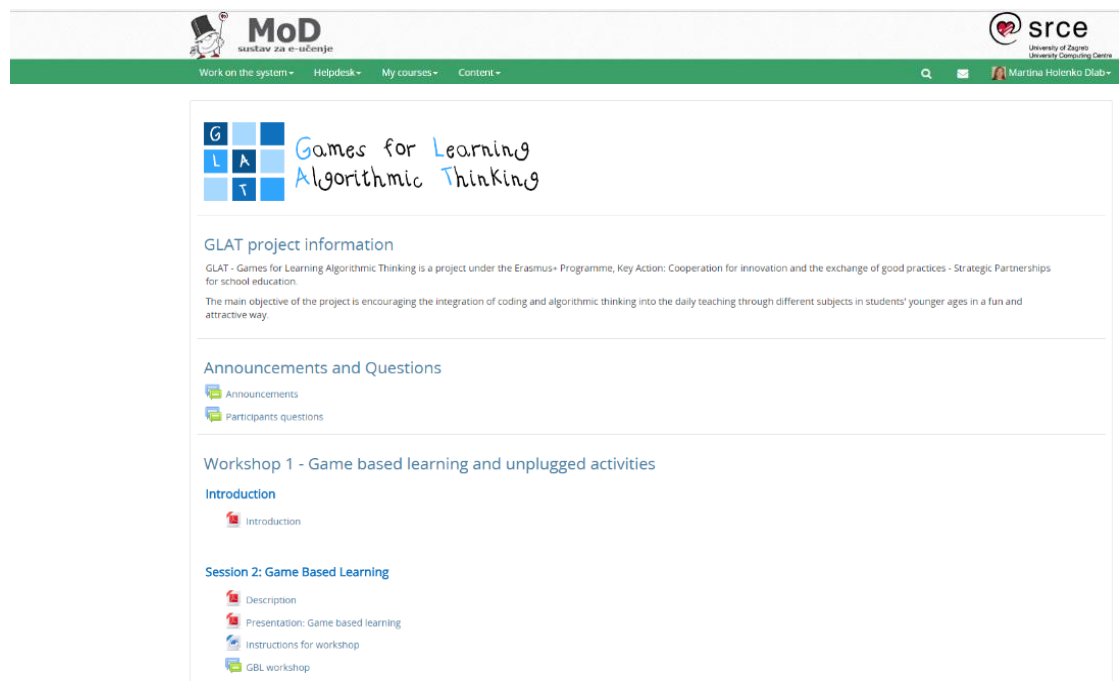 MoD
sustav za e-učenje
srce
University of Zagreb
University Computing Centre
Work on the system
Helpdesk
My courses
Content
Martina Holenko Dlab
G
L A
T
Games for Learning
Algorithmic Thinking
GLAT project information
GLAT - Games for Learning Algorithmic Thinking is a project under the Erasmus+ Programme, Key Action: Cooperation for innovation and the exchange of good practices - Strategic Partnerships
for school education.
The main objective of the project is encouraging the integration of coding and algorithmic thinking into the daily teaching through different subjects in students' younger ages in a fun and
attractive way.
Announcements and Questions
Announcements
Participants questions
Workshop 1 - Game based learning and unplugged activities
Introduction
Introduction
Session 2: Game Based Learning
Description
Presentation: Game based learning
Instructions for workshop
GBL workshop